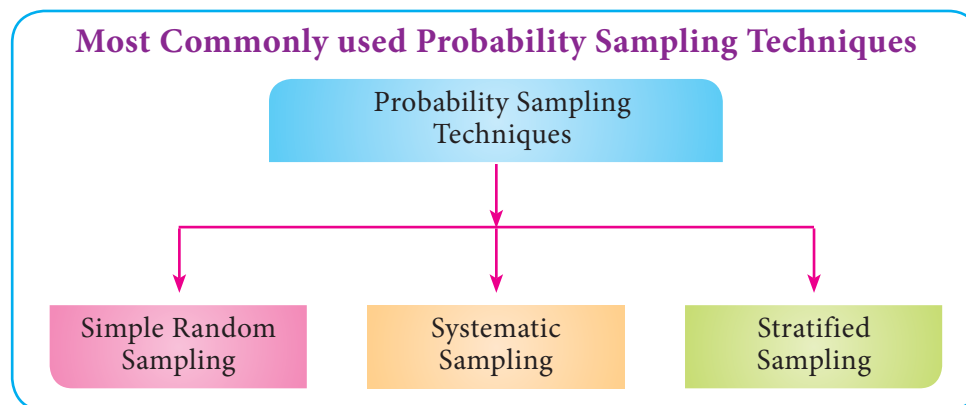 Most Commonly used Probability Sampling Techniques
Probability Sampling
Techniques
Simple Random
Sampling
Systematic
Sampling
Stratified
Sampling